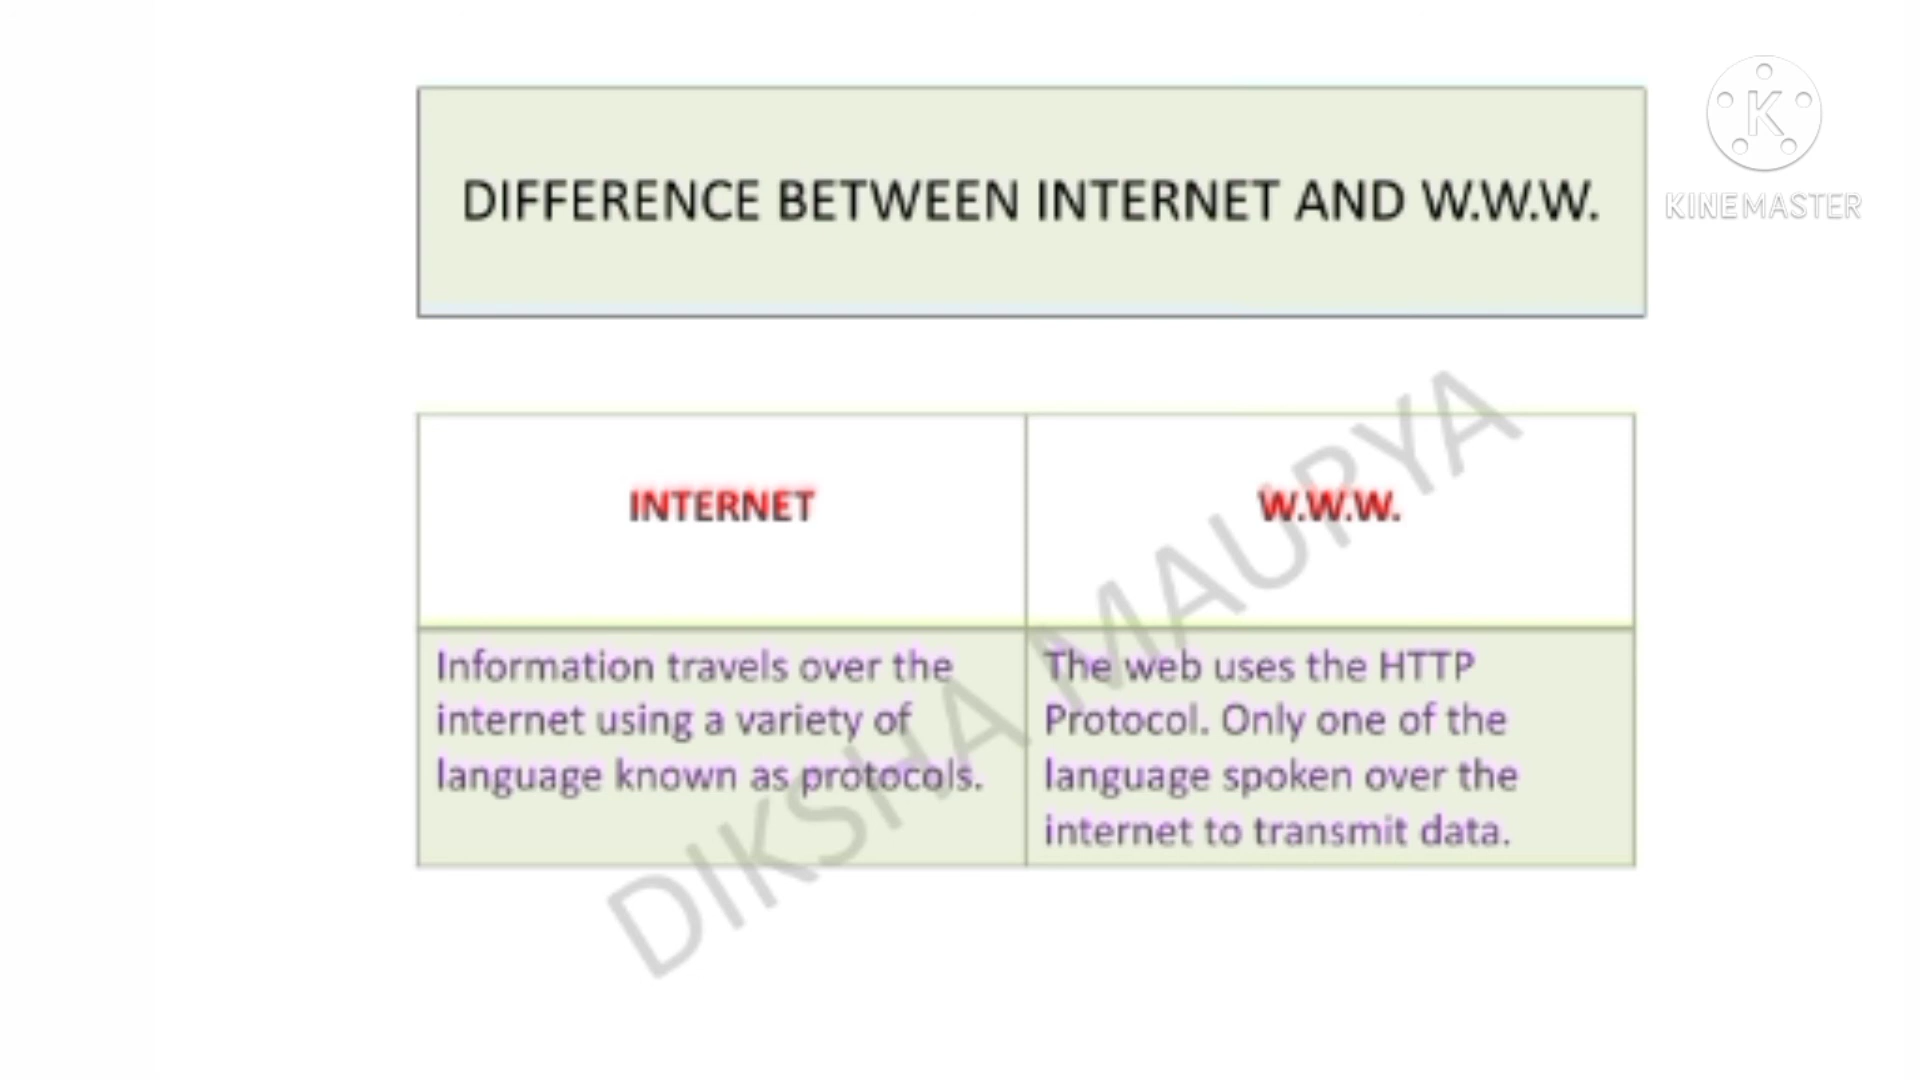 DIFFERENCE BETWEEN INTERNET AND W.W.W.
K
KINEMASTER
INTERNET
W.W.W.
Information travels over the
internet using a variety of
language known as protocols.
The web uses the HTTP
Protocol. Only one of the
language spoken over the
internet to transmit data.
DIKSHA MAURYA